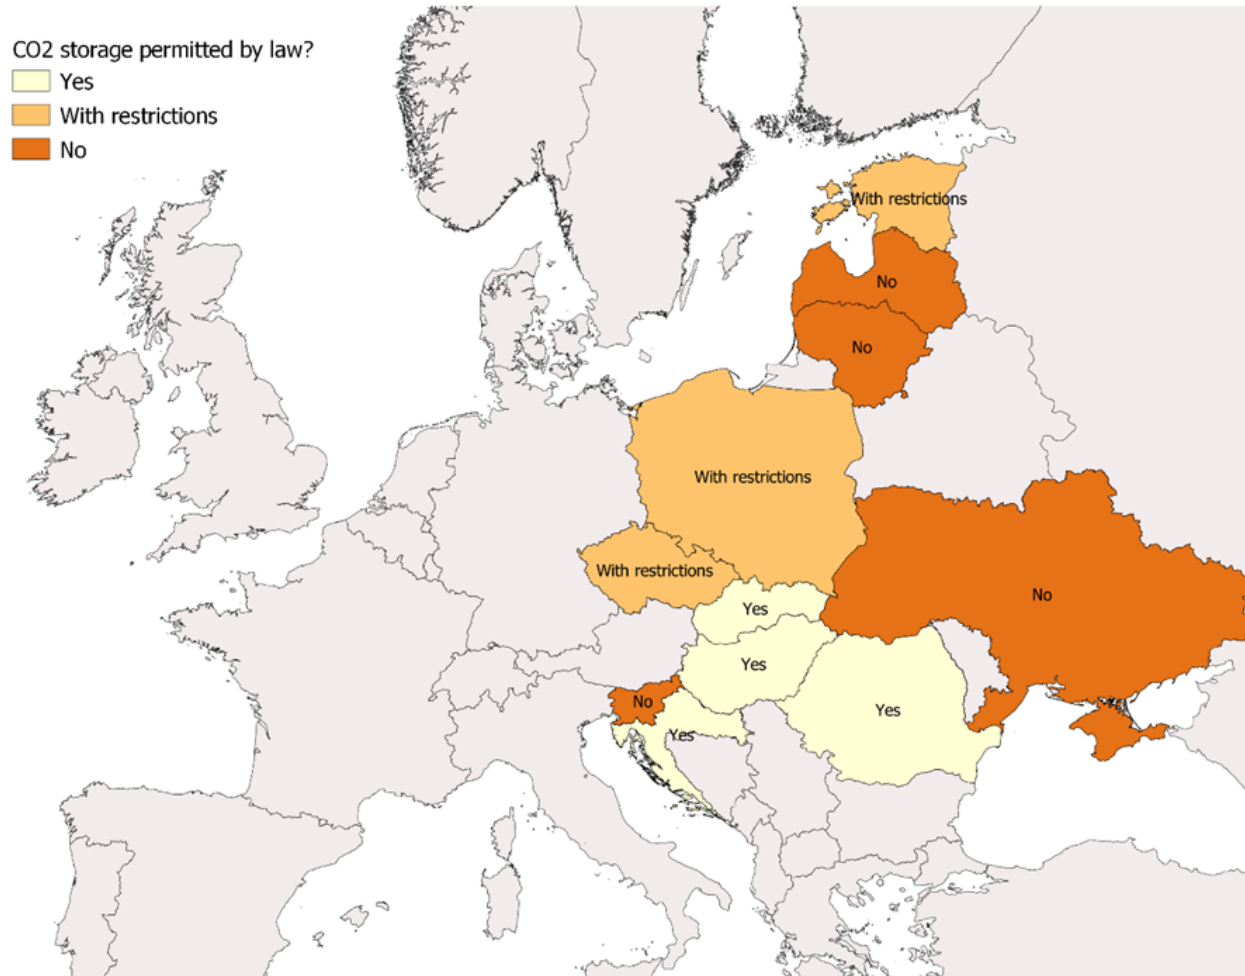 CO2 storage permitted by law?
Yes
With restrictions
No
With restrictions
No
No
With restrictions
With restrictions
No
Yes
Yes
No
Yes
Yes